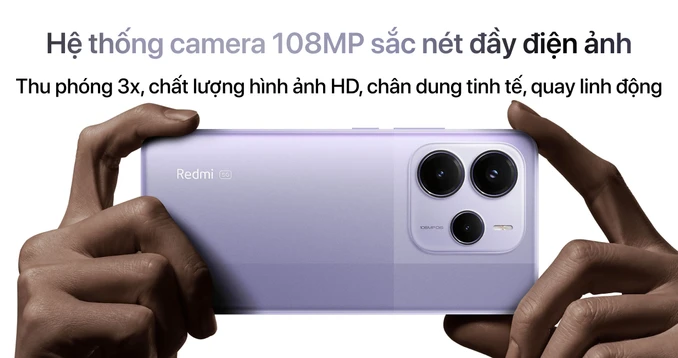 Hệ thống camera 108MP sắc nét đầy điện ảnh
Thu phóng 3x, chất lượng hình ảnh HD, chân dung tinh tế, quay linh động
Redmi 5G